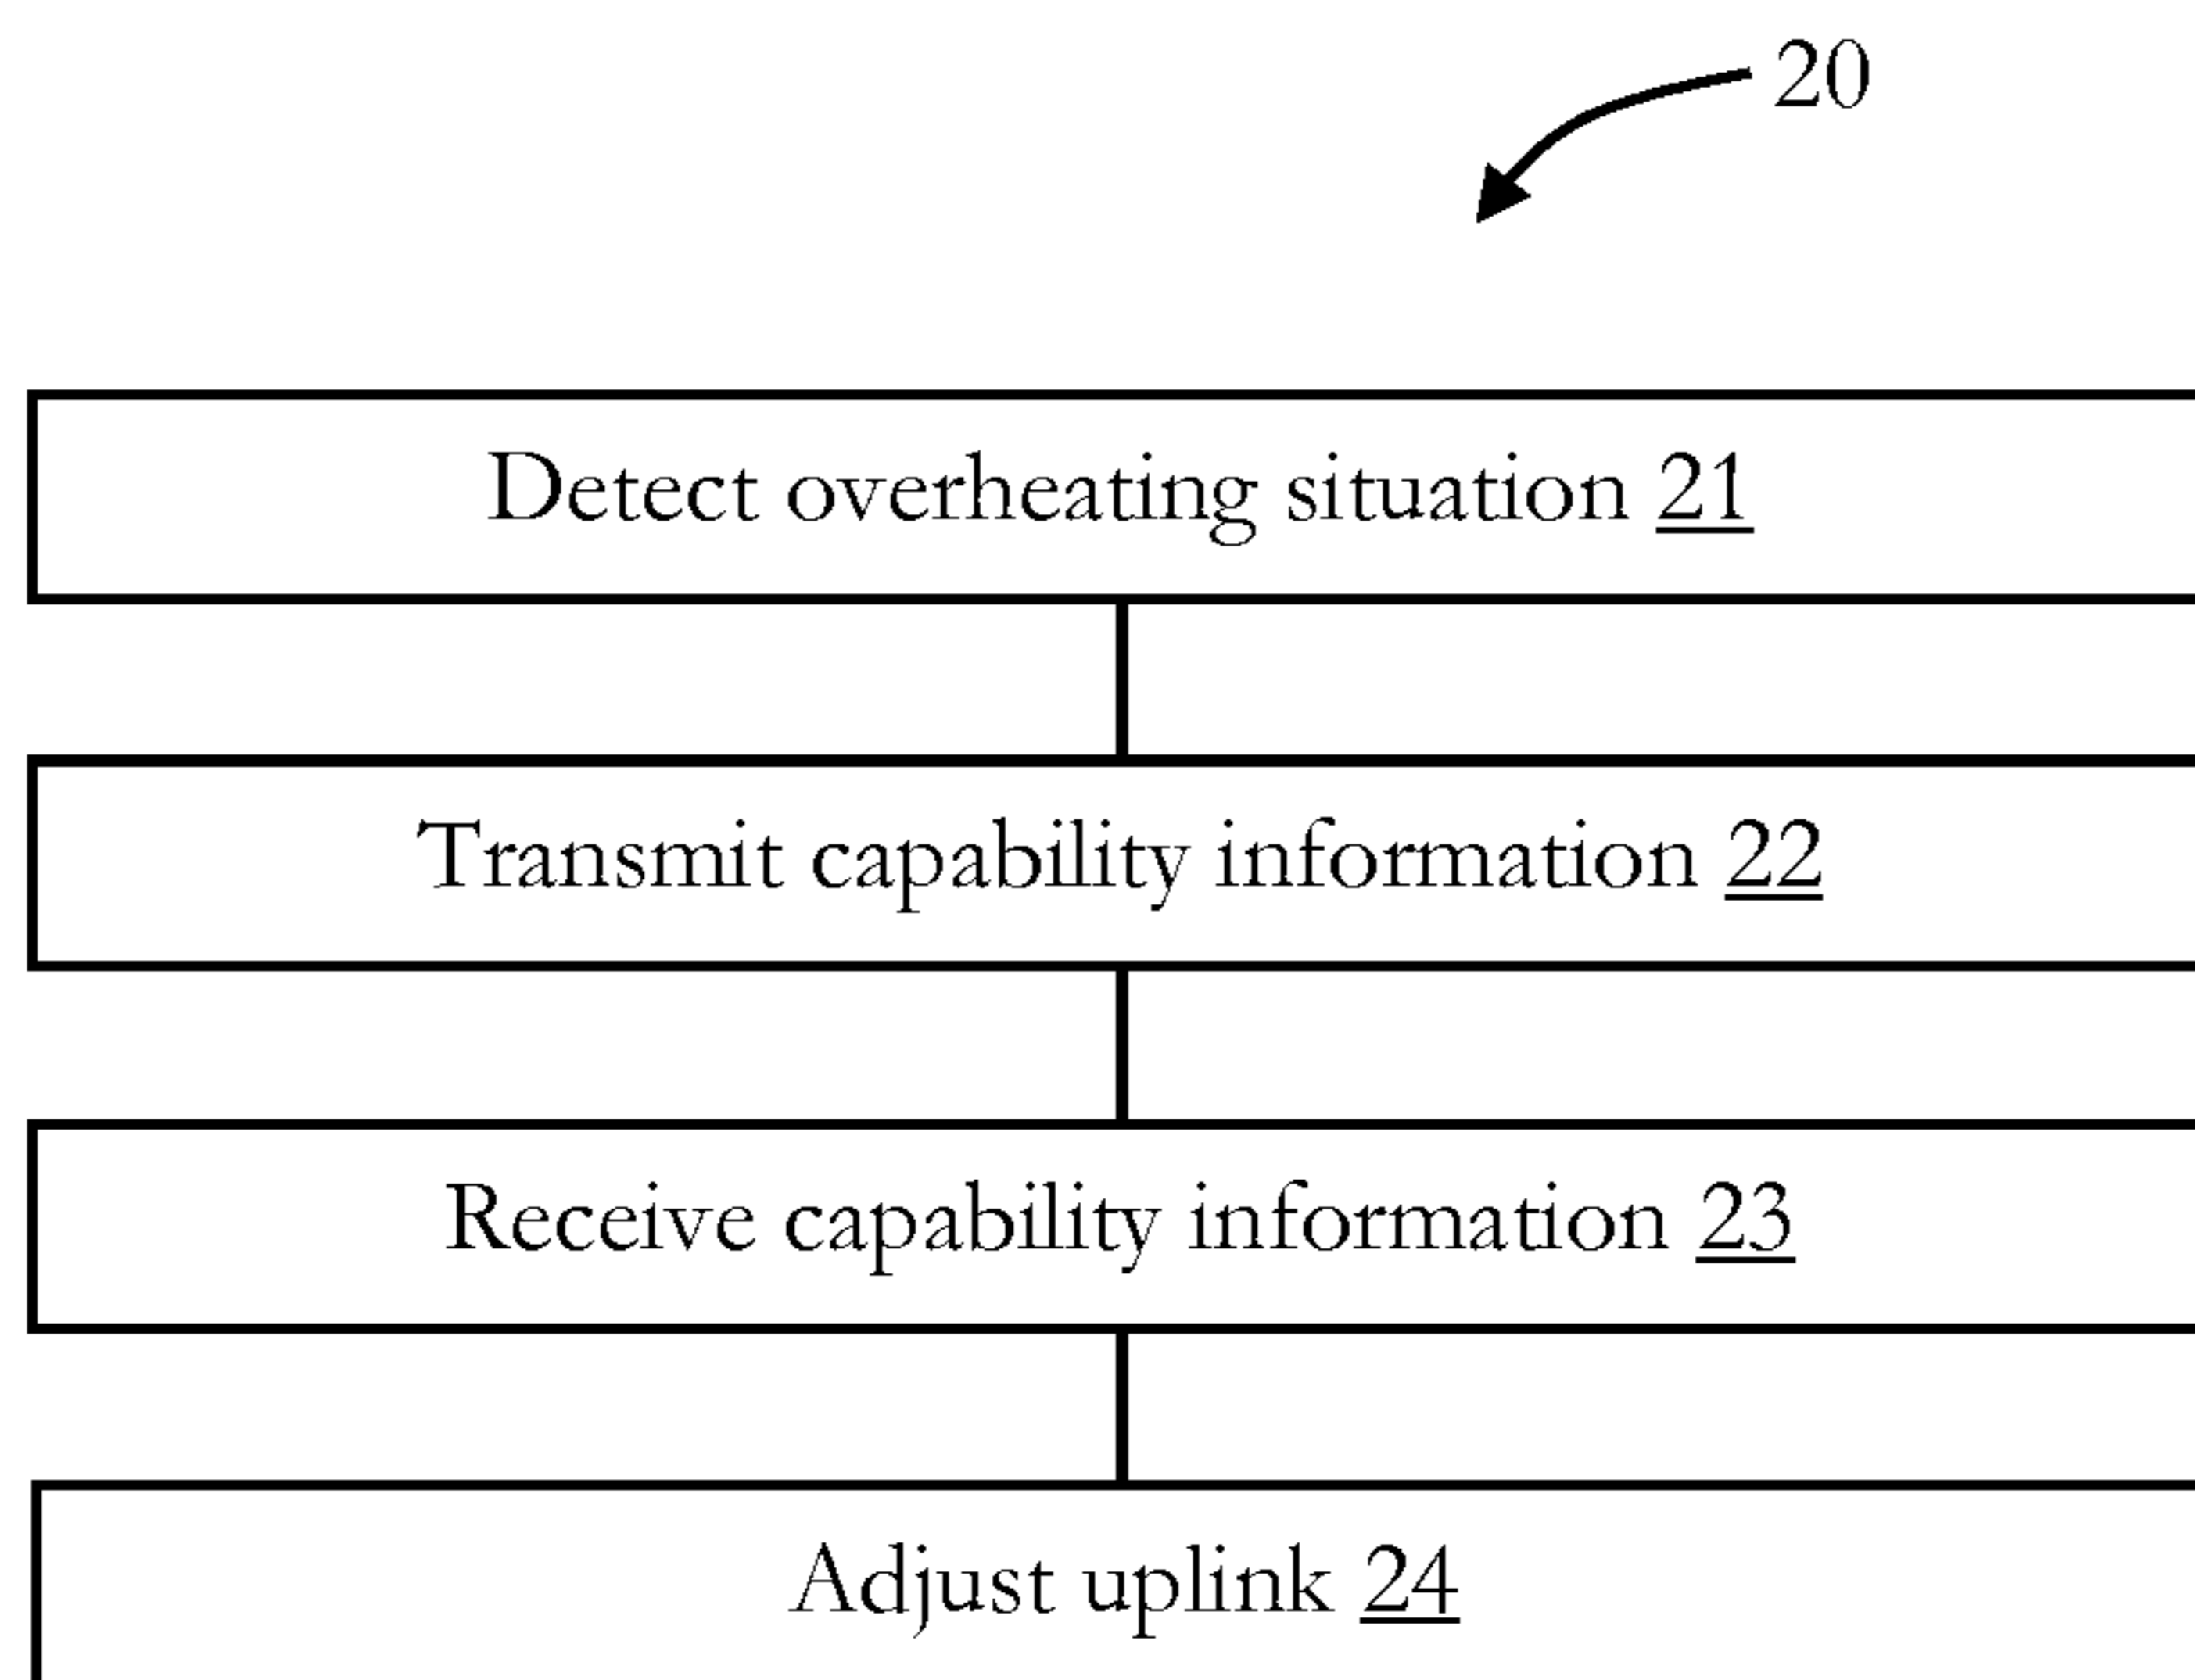 20
Detect overheating situation 21
Transmit capability information 22
Receive capability information 23
Adjust uplink 24